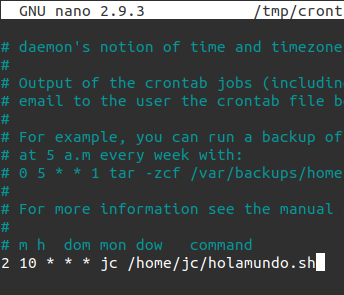 GNU nano 2.9.3 /tmp/cront
# daemon's notion of time and timezone
#
# Output of the crontab jobs (includin
# email to the user the crontab file b
#
# For example, you can run a backup of
# at 5 a.m every week with:
# 0 5 * * 1 tar -zcf /var/backups/home
#
# For more information see the manual
#
# m h  dom mon dow   command
2 10 * * * jc /home/jc/holamundo.sh